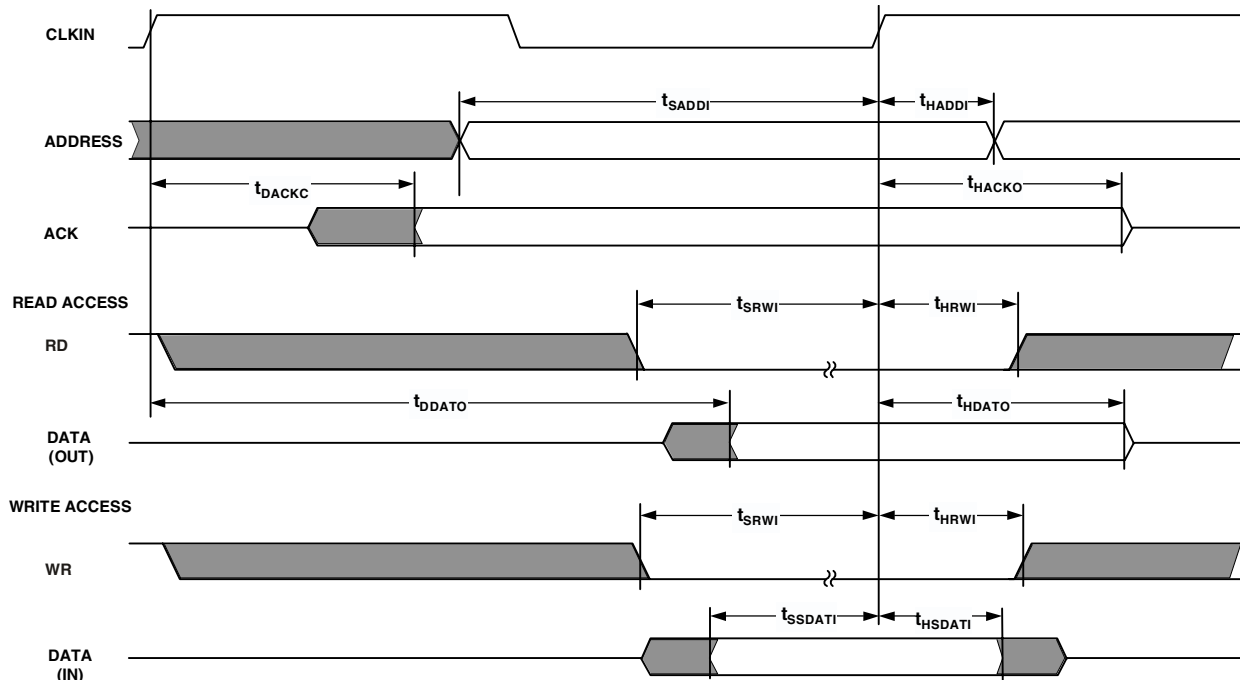 CLKIN
tSADDI
tHADDI
ADDRESS
tDACKC
tHACKO
ACK
READ ACCESS
tSRWI
tHRWI
RD
tDDATO
tHDATO
DATA
(OUT)
WRITE ACCESS
tSRWI
tHRWI
WR
tSSDATI
tHSDATI
DATA
(IN)